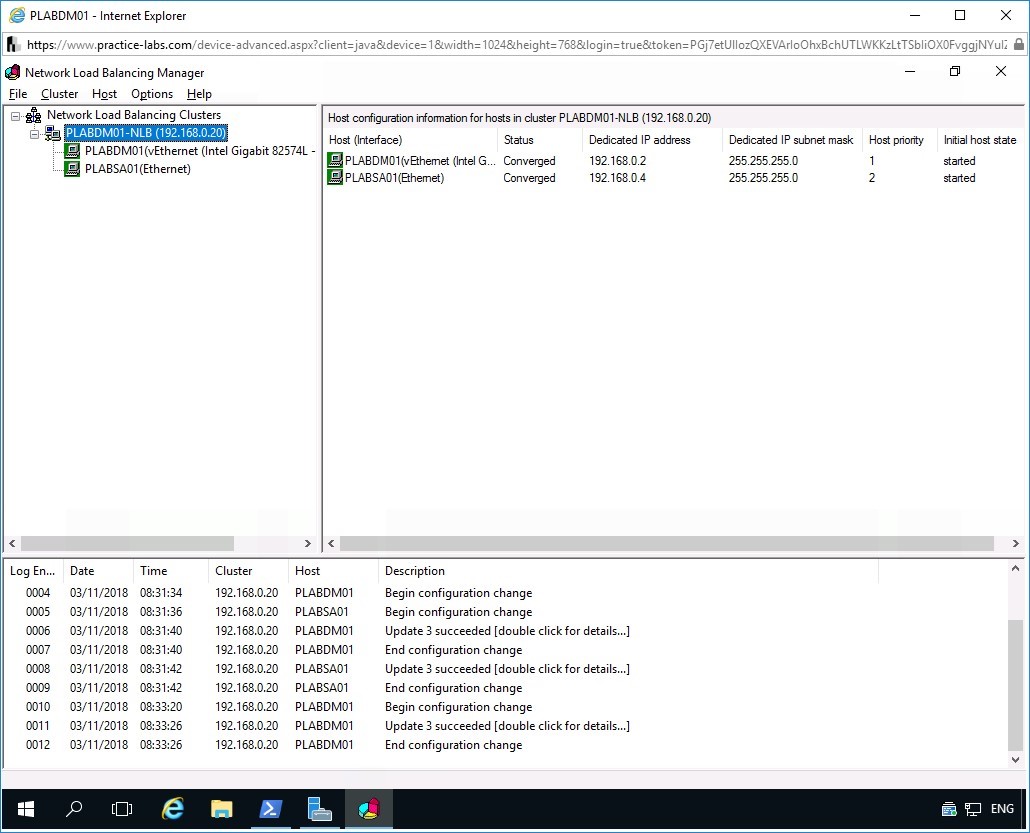 PLABDM01 - Internet Explorer
https://www.practice-labs.com/device-advanced.aspx?client=java&device=1&width=1024&height=768&login=true&token=
Network Load Balancing Manager
File Cluster Host Options Help
Network Load Balancing Clusters
PLABDM01-NLB (192.168.0.20)
PLABDM01(vEthernet (Intel Gigabit 82574L -
PLABSA01(Ethernet)
Host configuration information for hosts in cluster PLABDM01-NLB (192.168.0.20)
Host (Interface) Status Dedicated IP address Dedicated IP subnet mask Host priority Initial host state
PLABDM01(vEthernet (Intel G... Converged 192.168.0.2 255.255.255.0 1 started
PLABSA01(Ethernet) Converged 192.168.0.4 255.255.255.0 2 started
Log En... Date Time Cluster Host Description
0004 03/11/2018 08:31:34 192.168.0.20 PLABDM01 Begin configuration change
0005 03/11/2018 08:31:36 192.168.0.20 PLABSA01 Begin configuration change
0006 03/11/2018 08:31:40 192.168.0.20 PLABDM01 Update 3 succeeded [double click for details...]
0007 03/11/2018 08:31:40 192.168.0.20 PLABDM01 End configuration change
0008 03/11/2018 08:31:42 192.168.0.20 PLABSA01 Update 3 succeeded [double click for details...]
0009 03/11/2018 08:31:42 192.168.0.20 PLABSA01 End configuration change
0010 03/11/2018 08:33:20 192.168.0.20 PLABDM01 Begin configuration change
0011 03/11/2018 08:33:26 192.168.0.20 PLABDM01 Update 3 succeeded [double click for details...]
0012 03/11/2018 08:33:26 192.168.0.20 PLABDM01 End configuration change
ENG